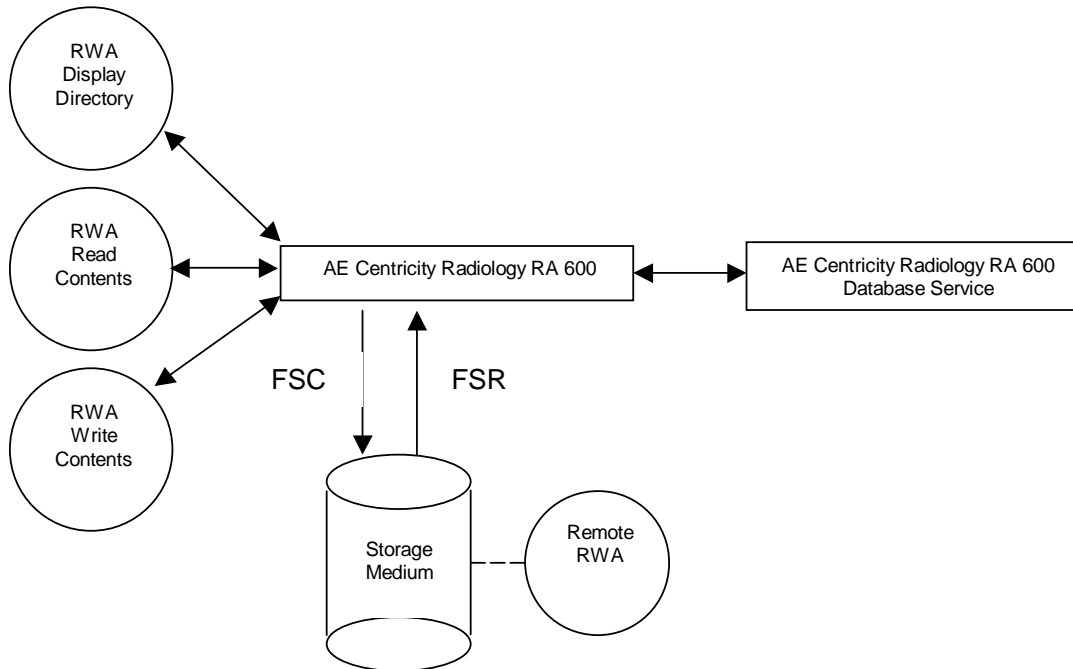 RWA
Display
Directory
RWA
Read
Contents
AE Centricity Radiology RA 600
AE Centricity Radiology RA 600
Database Service
RWA
Write
Contents
FSC
FSR
Storage
Medium
Remote
RWA